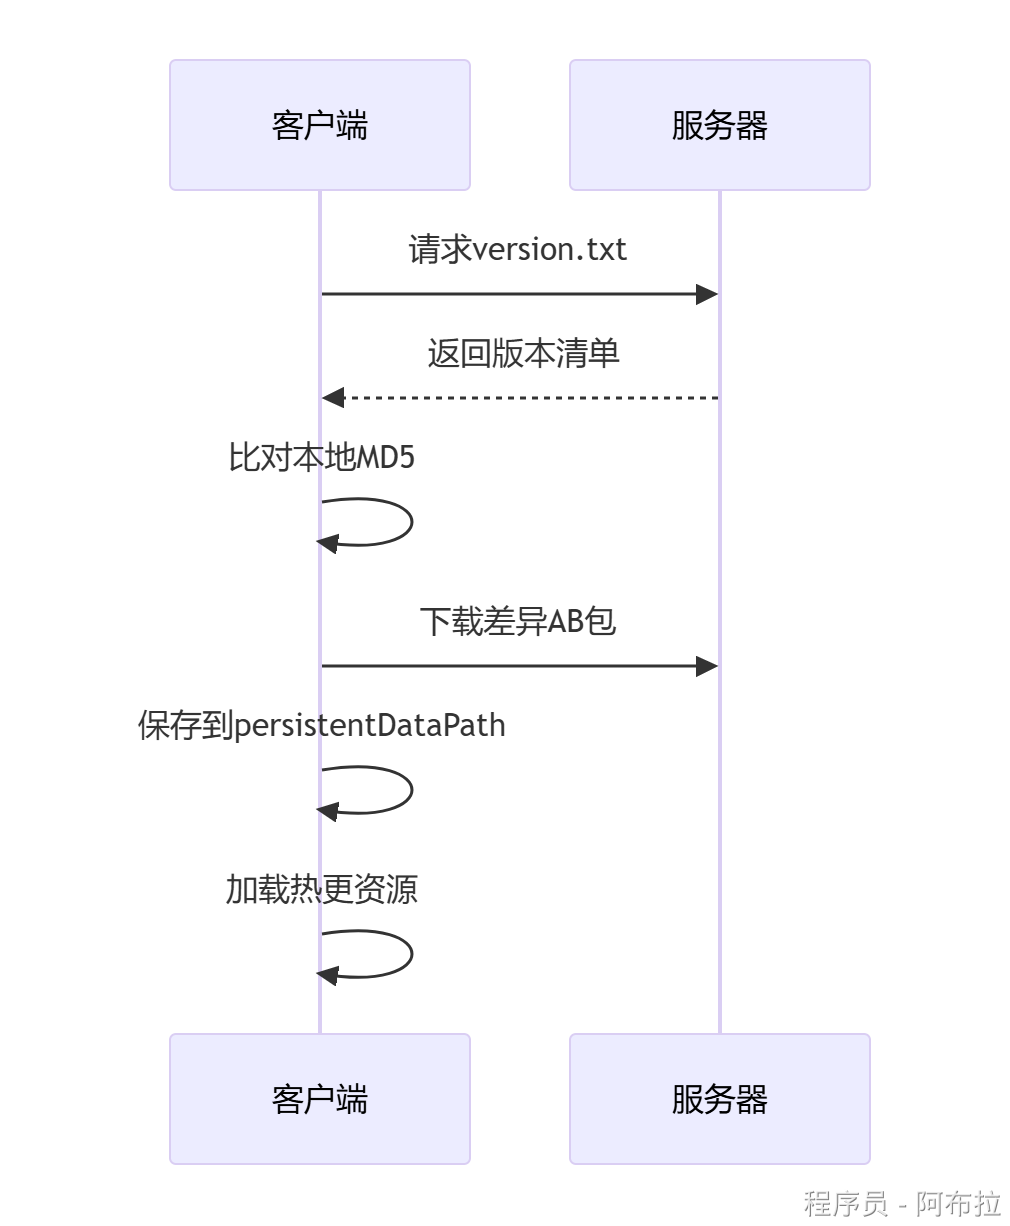 客户端
服务器
请求version.txt
返回版本清单
比对本地MD5
下载差异AB包
保存到persistentDataPath
加载热更资源
客户端
服务器
程序员 - 阿布拉